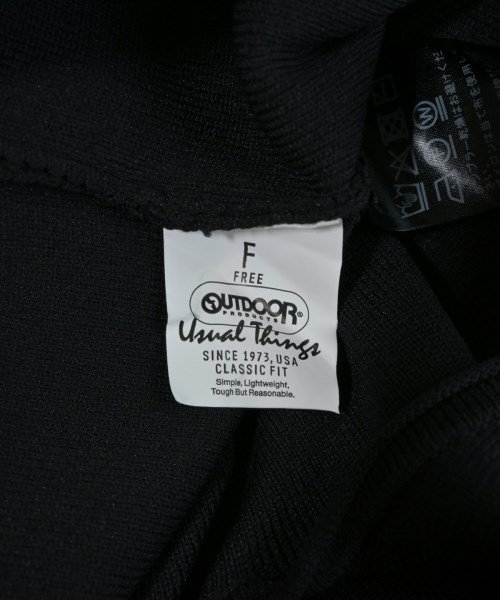 F
FREE
OUTDOOR®
PRODUCTS
Usual Things
SINCE 1973, USA
CLASSIC FIT
Simple, Lightweight,
Tough But Reasonable.
W